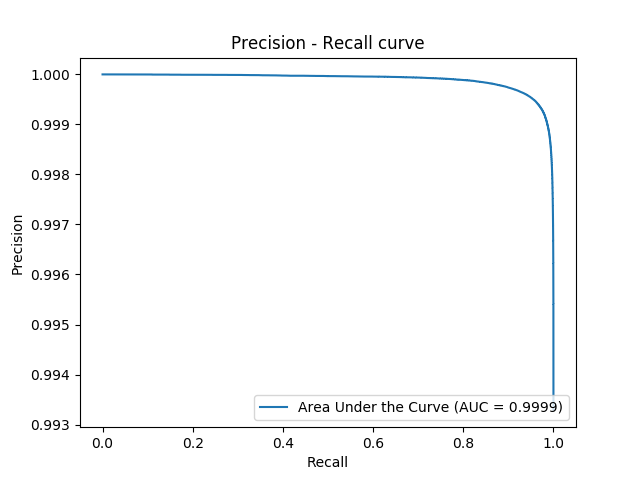 Precision - Recall curve
1.000
0.999
0.998
0.997
0.996
0.995
0.994
0.993
Precision
Area Under the Curve (AUC = 0.9999)
0.0 0.2 0.4 0.6 0.8 1.0
Recall